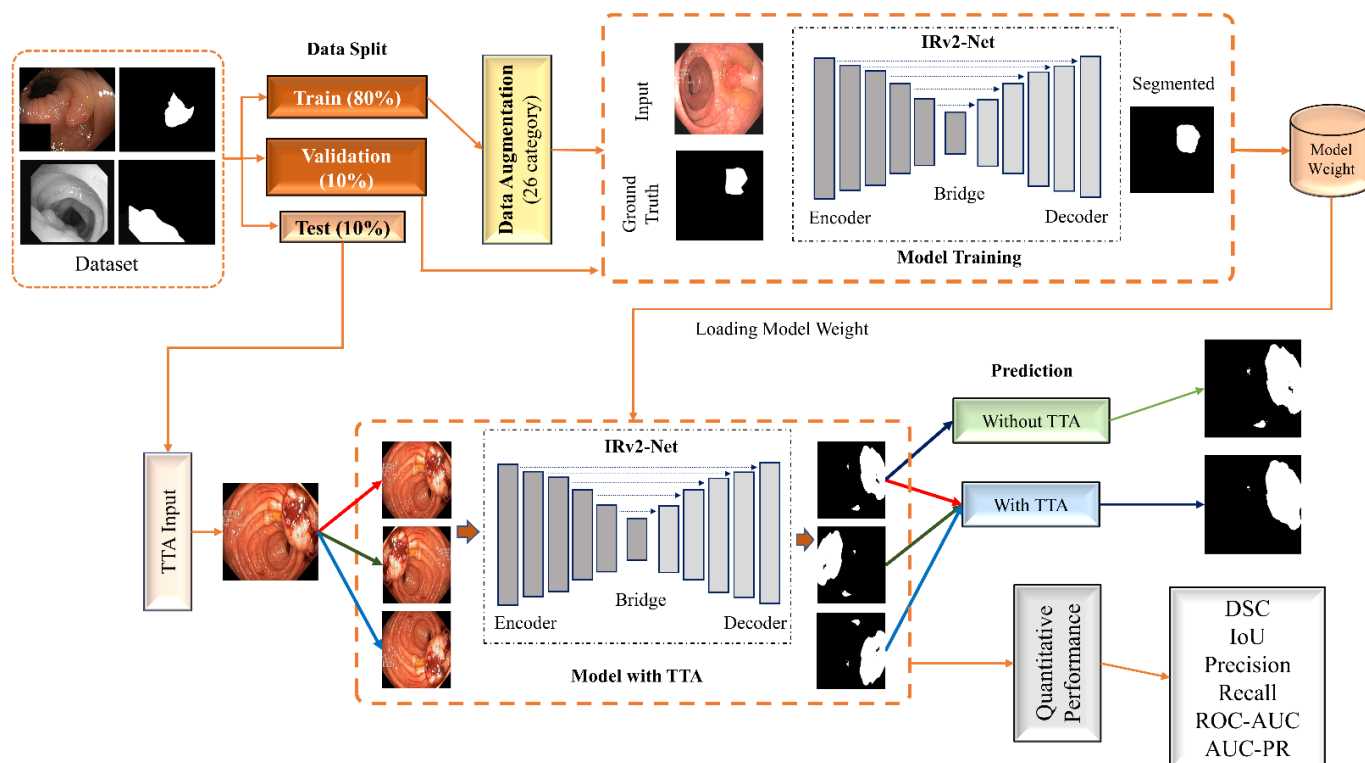 Data Split
Dataset
Train (80%)
Validation
(10%)
Test (10%)
Data Augmentation
(26 category)
Input
Ground
Truth
IRv2-Net
Encoder
Bridge
Decoder
Model Training
Segmented
Model
Weight
Loading Model Weight
TTA Input
IRv2-Net
Encoder
Bridge
Decoder
Model with TTA
Prediction
Without TTA
With TTA
Quantitative
Performance
DSC
IoU
Precision
Recall
ROC-AUC
AUC-PR